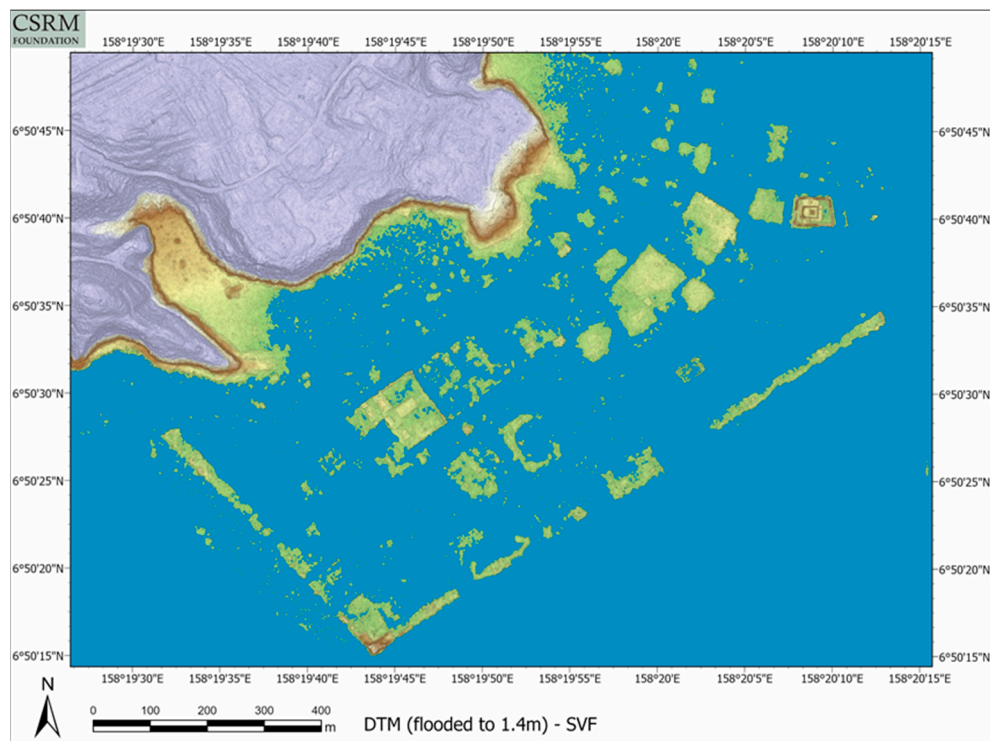 CSRM
FOUNDATION
158°19'30"E 158°19'35"E 158°19'40"E 158°19'45"E 158°19'50"E 158°19'55"E 158°20'E 158°20'5"E 158°20'10"E 158°20'15"E
6°50'45"N 6°50'45"N
6°50'40"N 6°50'40"N
6°50'35"N 6°50'35"N
6°50'30"N 6°50'30"N
6°50'25"N 6°50'25"N
6°50'20"N 6°50'20"N
6°50'15"N 6°50'15"N
158°19'30"E 158°19'35"E 158°19'40"E 158°19'45"E 158°19'50"E 158°19'55"E 158°20'E 158°20'5"E 158°20'10"E 158°20'15"E
N
0 100 200 300 400
m
DTM (flooded to 1.4m) - SVF